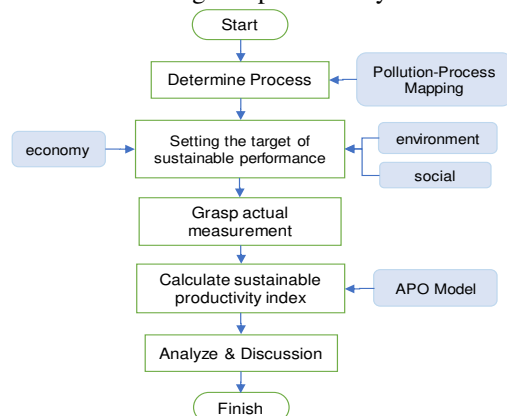 Start
Determine Process
Pollution-Process
Mapping
economy
Setting the target of
sustainable performance
environment
social
Grasp actual
measurement
Calculate sustainable
productivity index
APO Model
Analyze & Discussion
Finish